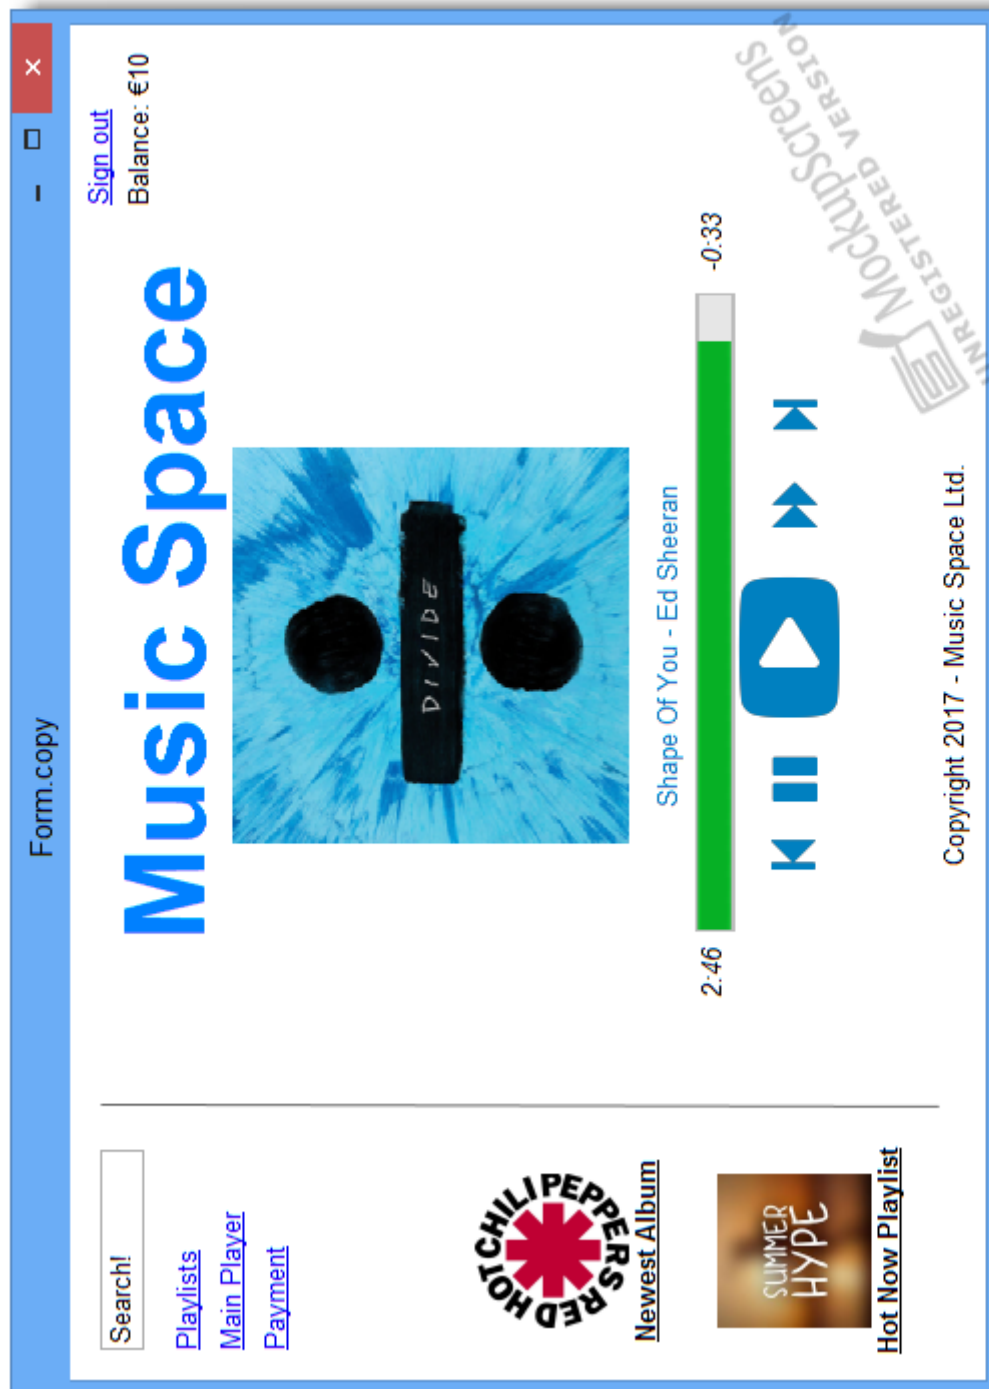 Form.copy
Search!
Playlists
Main Player
Payment
RED HOT CHILI PEPPERS
Newest Album
SUMMER
HYPE
Hot Now Playlist
Music Space
Sign out
Balance: €10
DIVIDE
Shape Of You - Ed Sheeran
2:46
-0:33
Copyright 2017 - Music Space Ltd.
MockupScreens
UNREGISTERED VERSION